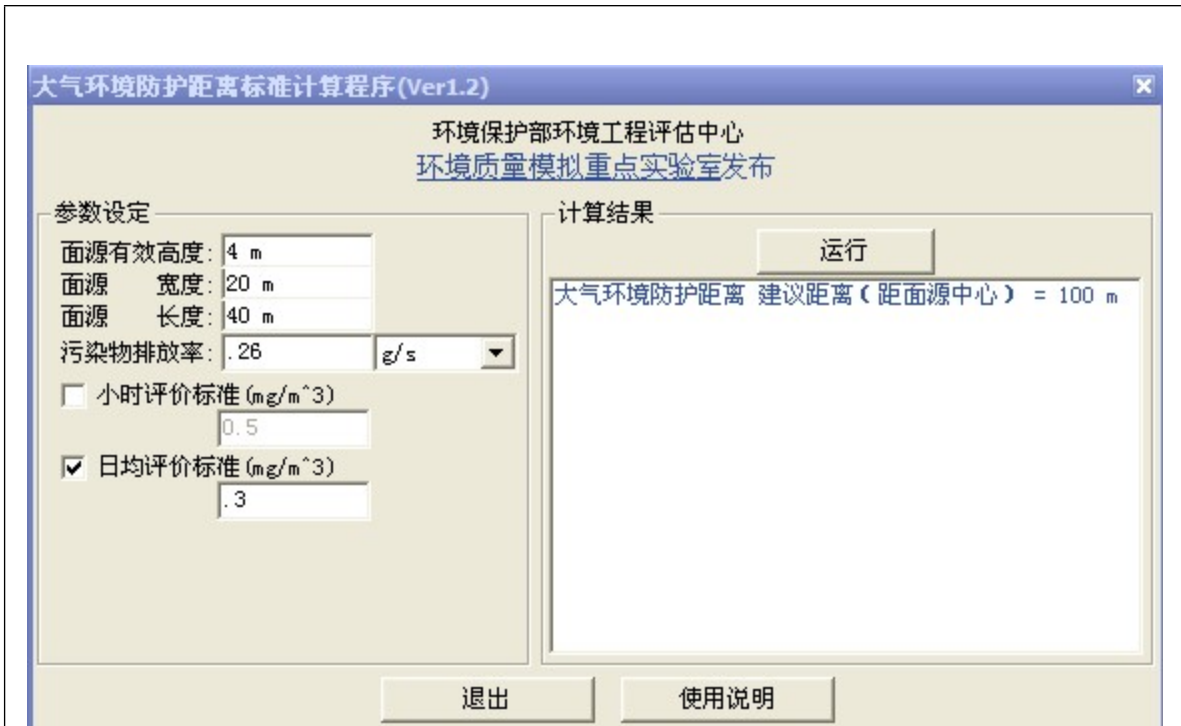 大气环境防护距离标准计算程序(Ver1.2)
环境保护部环境工程评估中心
环境质量模拟重点实验室发布
参数设定
面源有效高度: 4 m
面源 宽度: 20 m
面源 长度: 40 m
污染物排放率: .26 g/s
小时评价标准(mg/m^3)
0.5
日均评价标准(mg/m^3)
.3
计算结果
运行
大气环境防护距离 建议距离(距面源中心) = 100 m
退出
使用说明